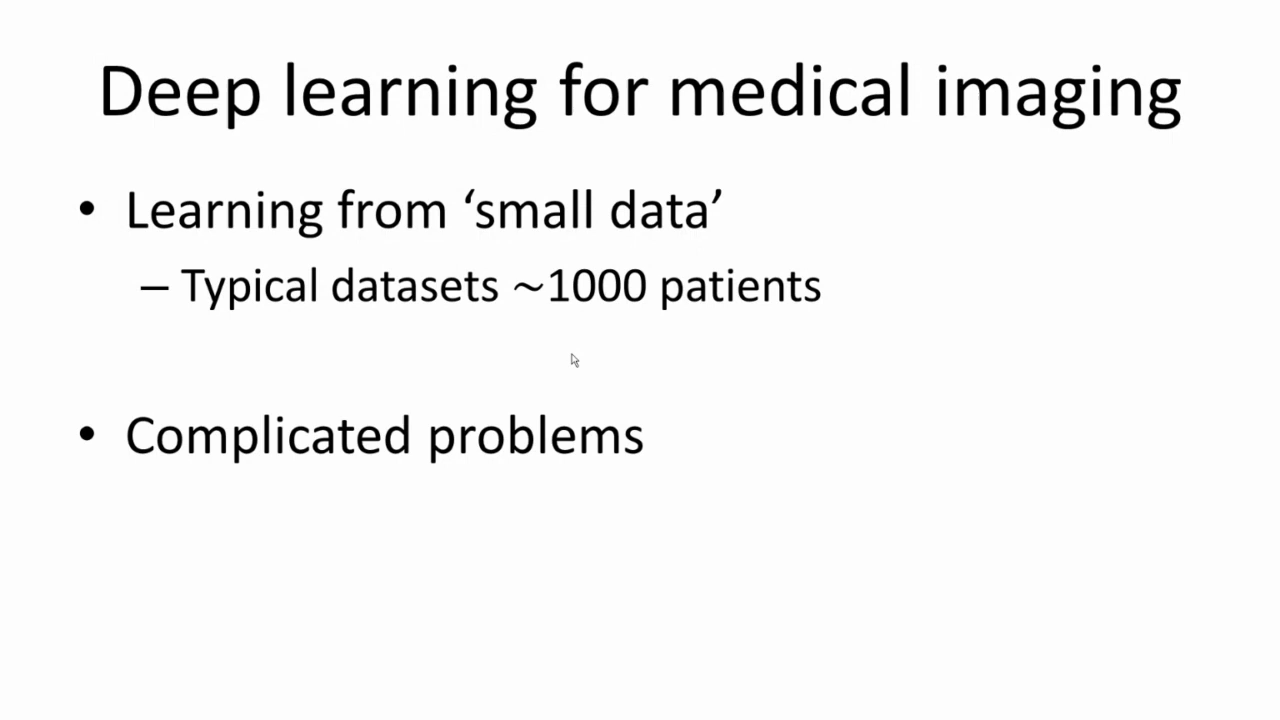 Deep learning for medical imaging
• Learning from ‘small data’
– Typical datasets ~1000 patients
• Complicated problems